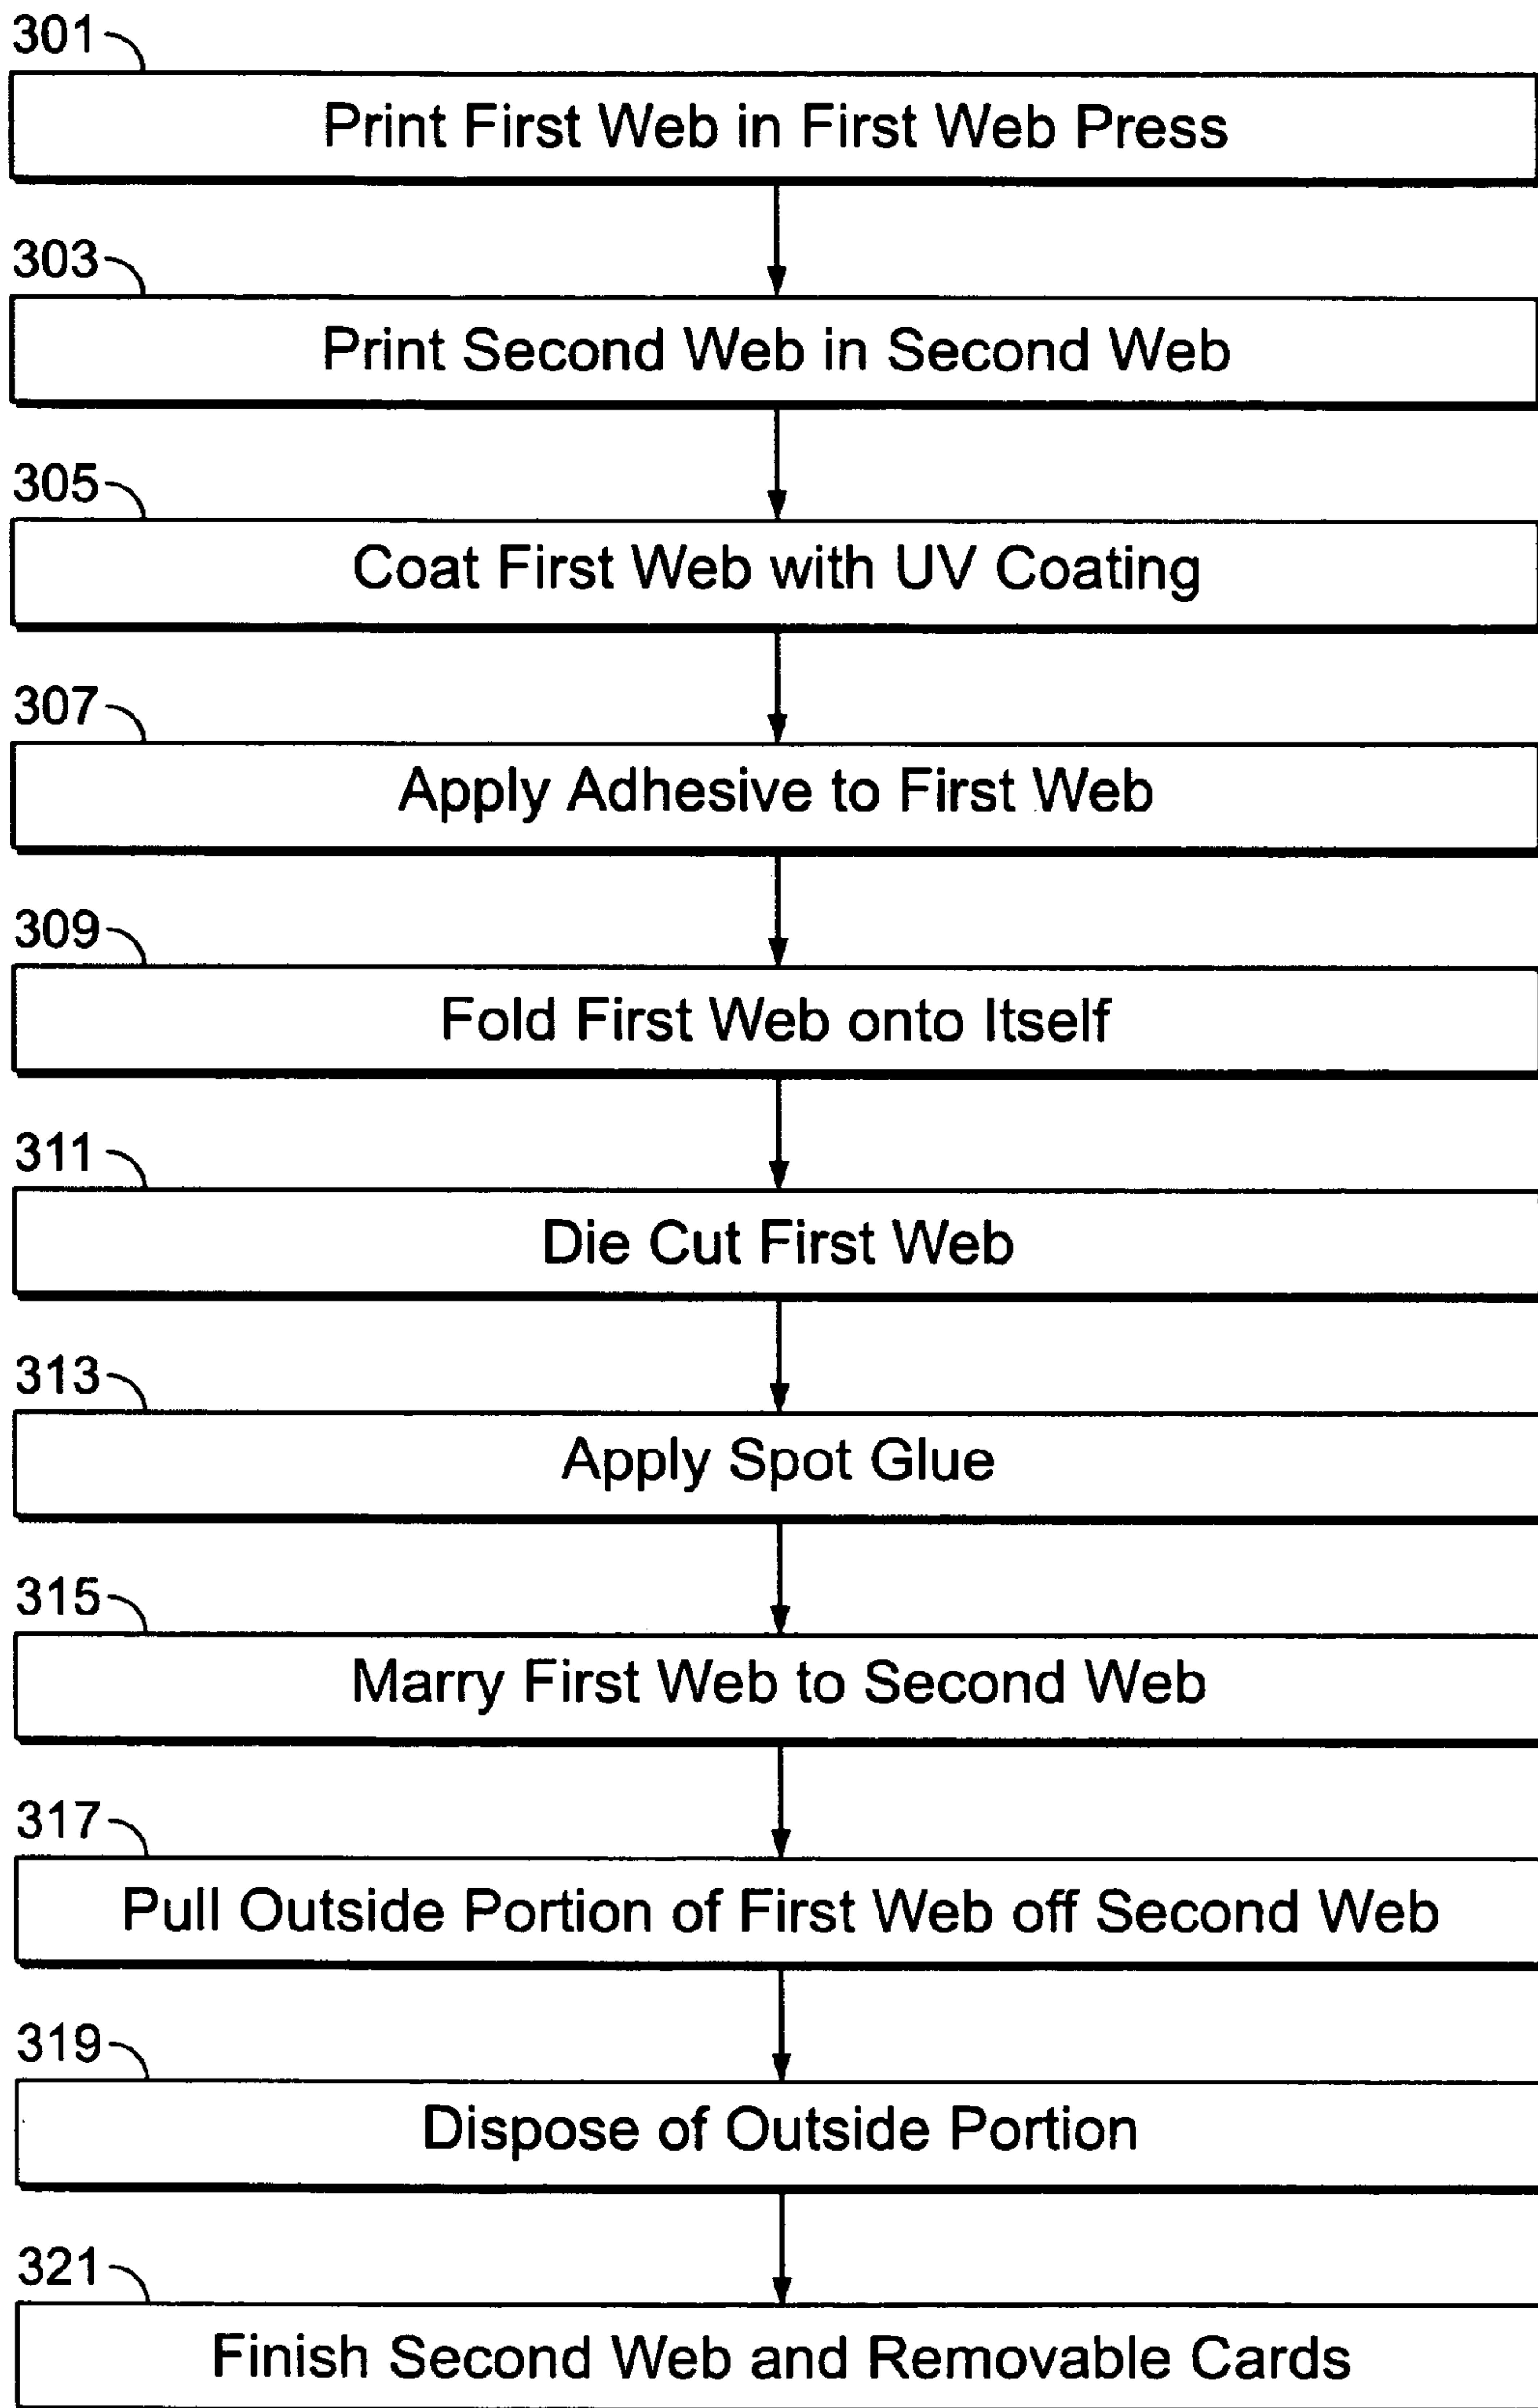 301
Print First Web in First Web Press
303
Print Second Web in Second Web
305
Coat First Web with UV Coating
307
Apply Adhesive to First Web
309
Fold First Web onto Itself
311
Die Cut First Web
313
Apply Spot Glue
315
Marry First Web to Second Web
317
Pull Outside Portion of First Web off Second Web
319
Dispose of Outside Portion
321
Finish Second Web and Removable Cards